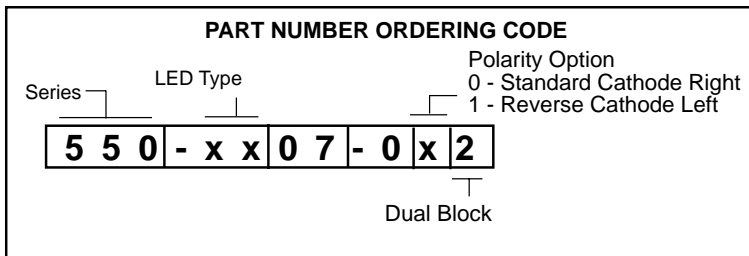 PART NUMBER ORDERING CODE
Polarity Option
0 - Standard Cathode Right
1 - Reverse Cathode Left
LED Type
Series
5 5 0 - x x 0 7 - 0 x 2
Dual Block